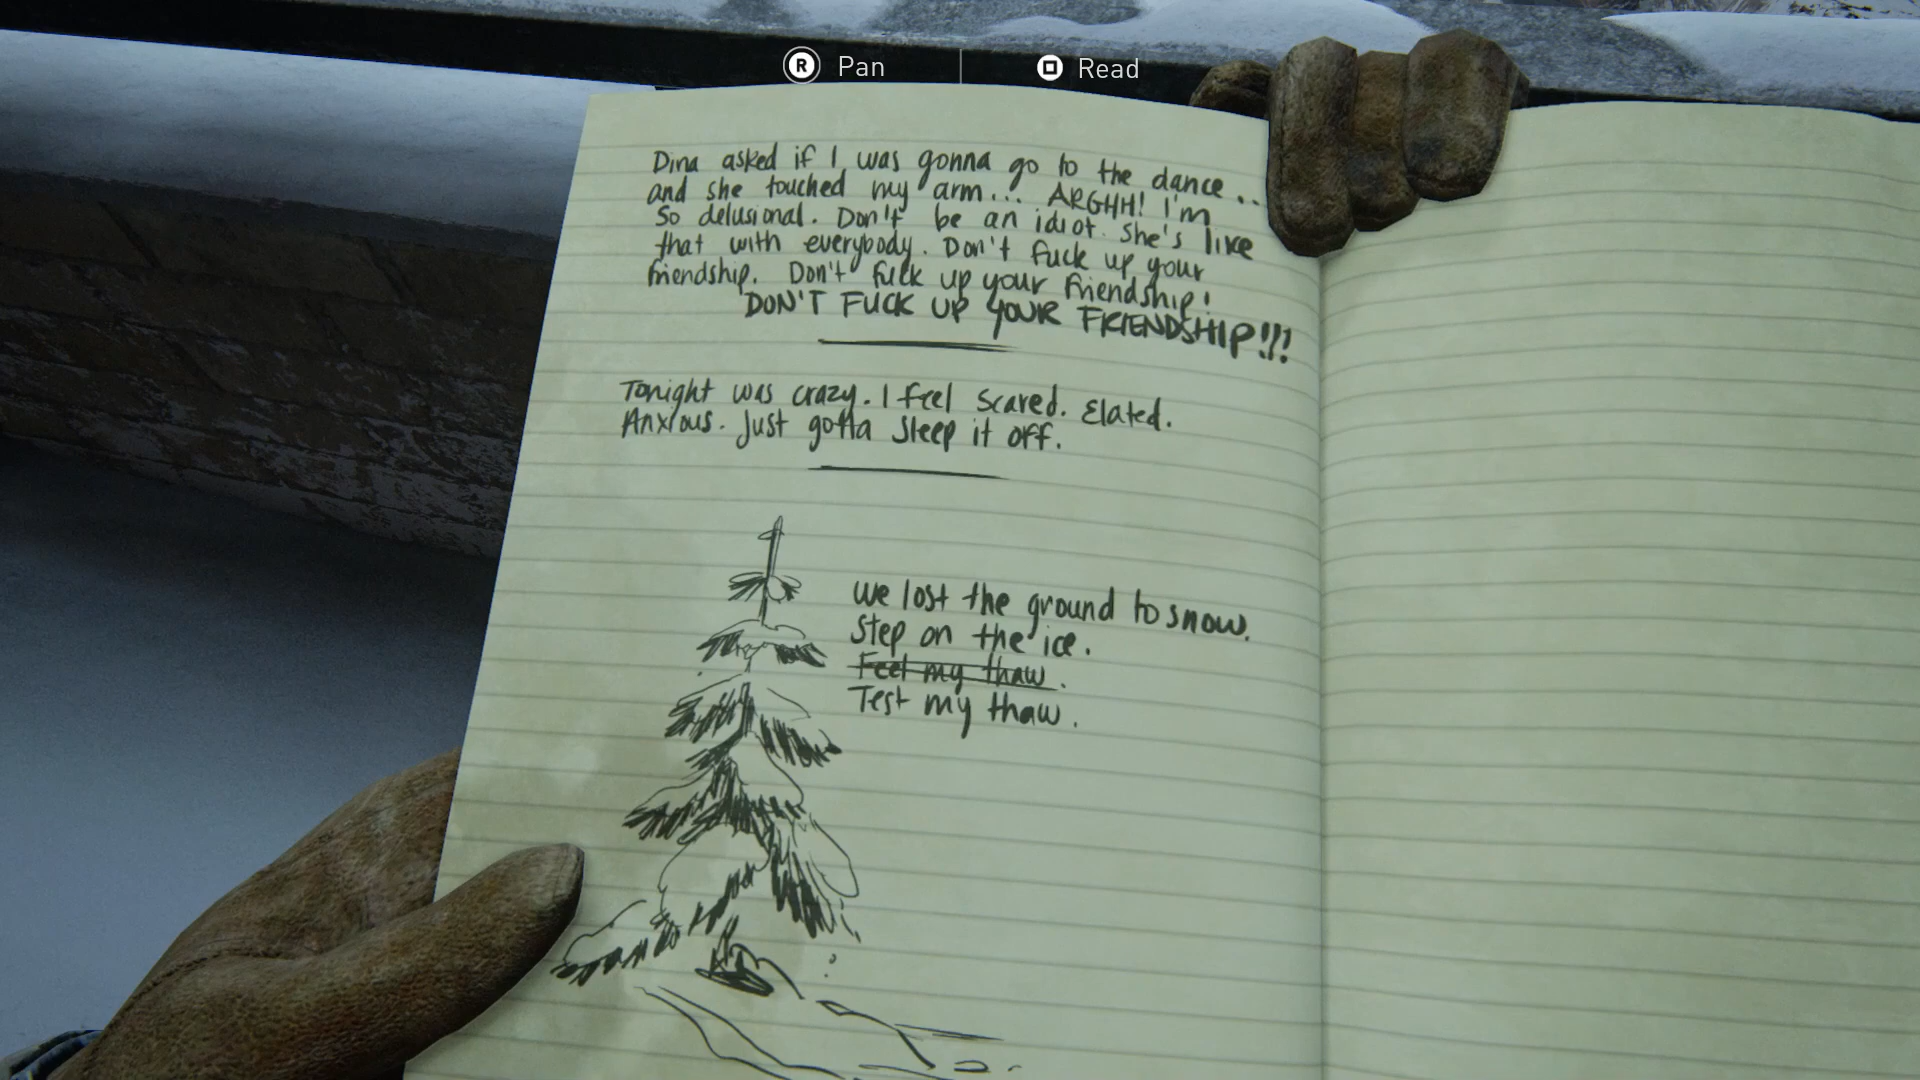 R Pan Read
Dina asked if I was gonna go to the dance ..
and she touched my arm... ARGHH! I'm
so delusional. Don't be an idiot. She's like
that with everybody. Don't fuck up your
friendship. Don't fuck up your friendship!
DON'T FUCK UP YOUR FRIENDSHIP!!!
Tonight was crazy. I feel scared. Elated.
Anxious. Just gotta sleep it off.
We lost the ground to snow.
Step on the ice.
Feel my thaw.
Test my thaw.